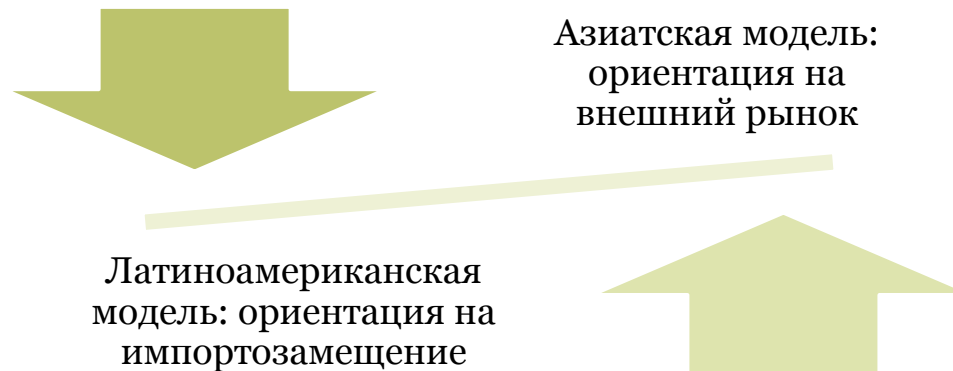 Азиатская модель:
ориентация на
внешний рынок
Латиноамериканская
модель: ориентация на
импортозамещение